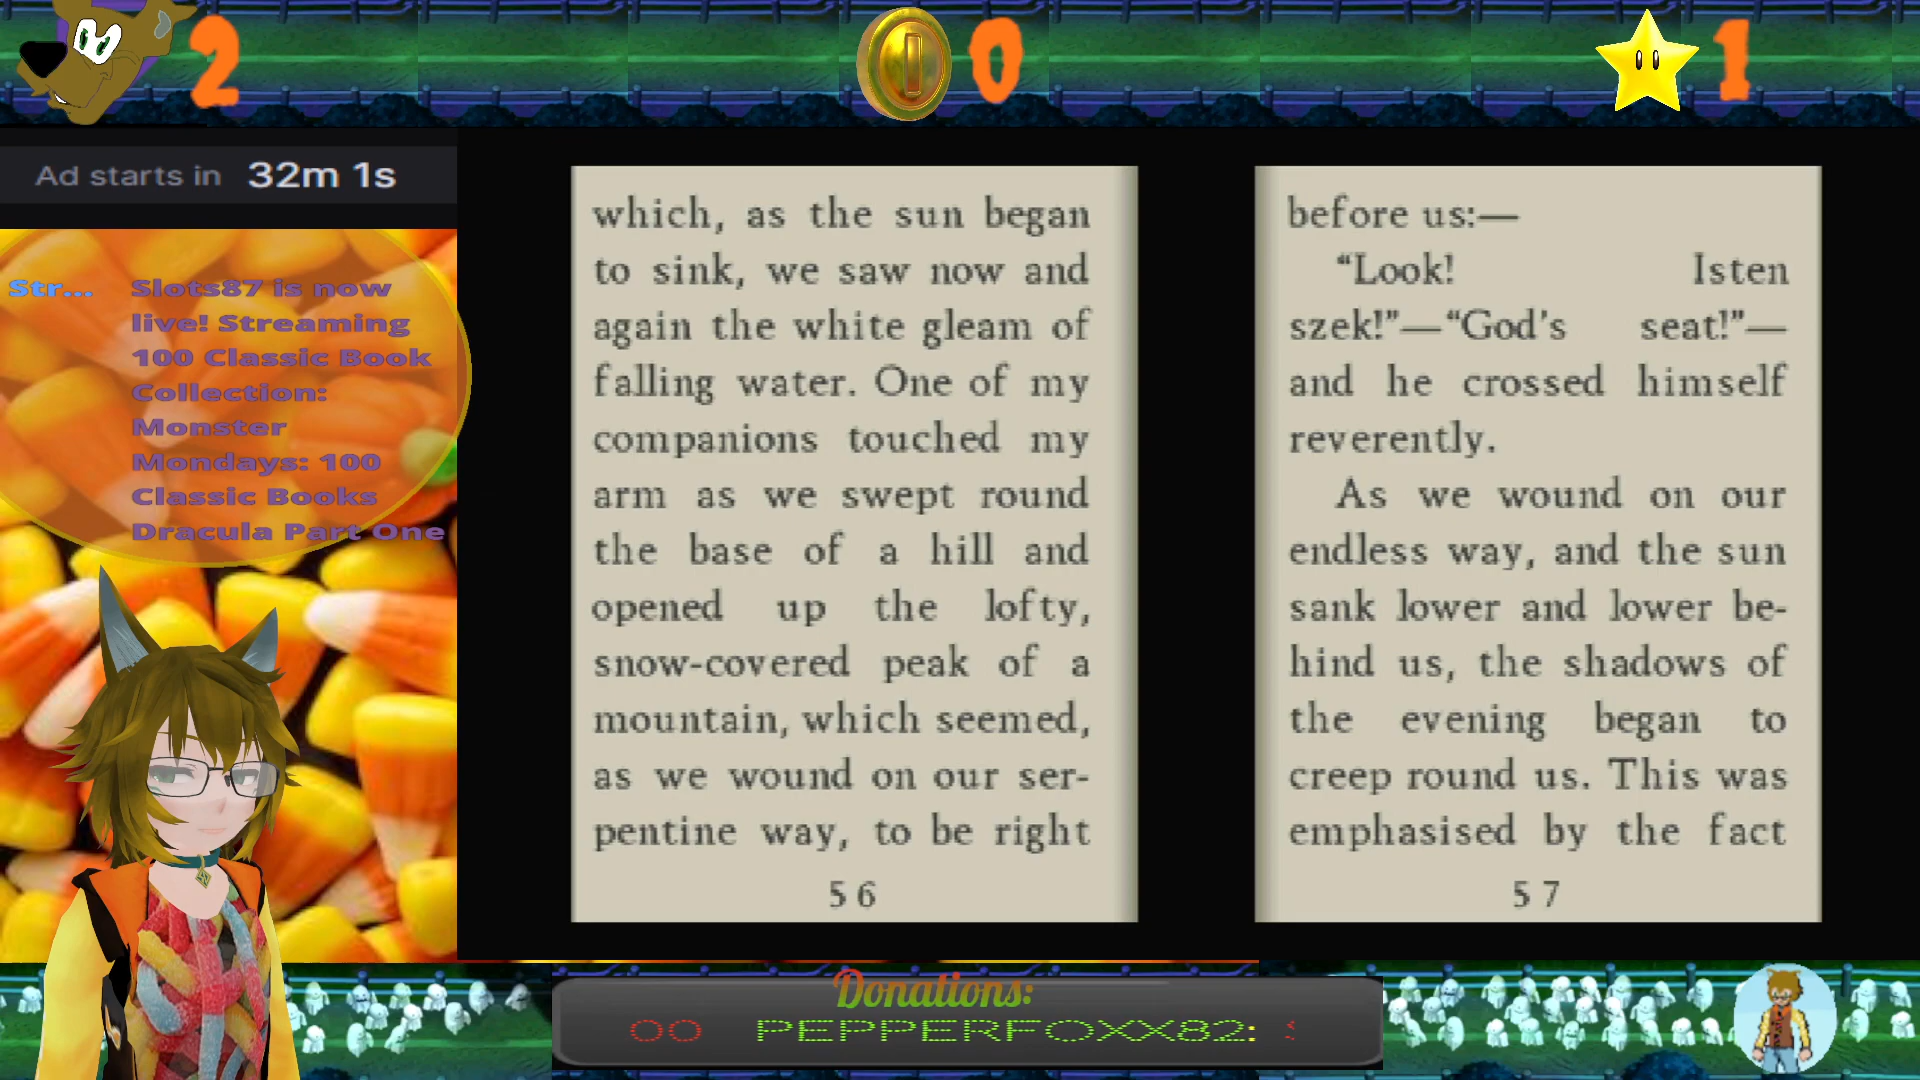 2
0
1
Ad starts in 32m 1s
Str... Slots87 is now
live! Streaming
100 Classic Book
Collection:
Monster
Mondays: 100
Classic Books
Dracula Part One
which, as the sun began
to sink, we saw now and
again the white gleam of
falling water. One of my
companions touched my
arm as we swept round
the base of a hill and
opened up the lofty,
snow-covered peak of a
mountain, which seemed,
as we wound on our ser-
pentine way, to be right
56
before us:—
“Look! Isten
szek!”—“God's seat!”—
and he crossed himself
reverently.
As we wound on our
endless way, and the sun
sank lower and lower be-
hind us, the shadows of
the evening began to
creep round us. This was
emphasised by the fact
57
Donations:
00 PEPPERFOXX82: